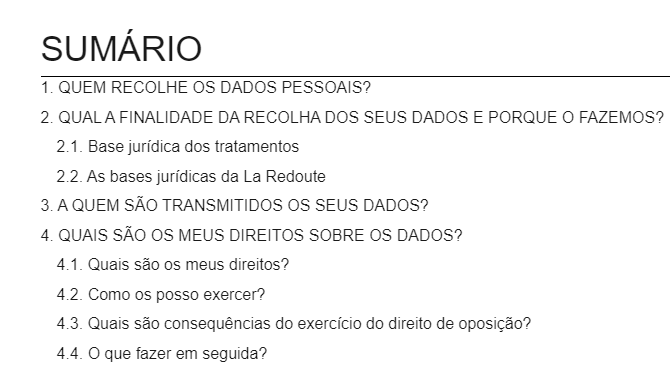 SUMÁRIO
1. QUEM RECOLHE OS DADOS PESSOAIS?
2. QUAL A FINALIDADE DA RECOLHA DOS SEUS DADOS E PORQUE O FAZEMOS?
2.1. Base jurídica dos tratamentos
2.2. As bases jurídicas da La Redoute
3. A QUEM SÃO TRANSMITIDOS OS SEUS DADOS?
4. QUAIS SÃO OS MEUS DIREITOS SOBRE OS DADOS?
4.1. Quais são os meus direitos?
4.2. Como os posso exercer?
4.3. Quais são consequências do exercício do direito de oposição?
4.4. O que fazer em seguida?